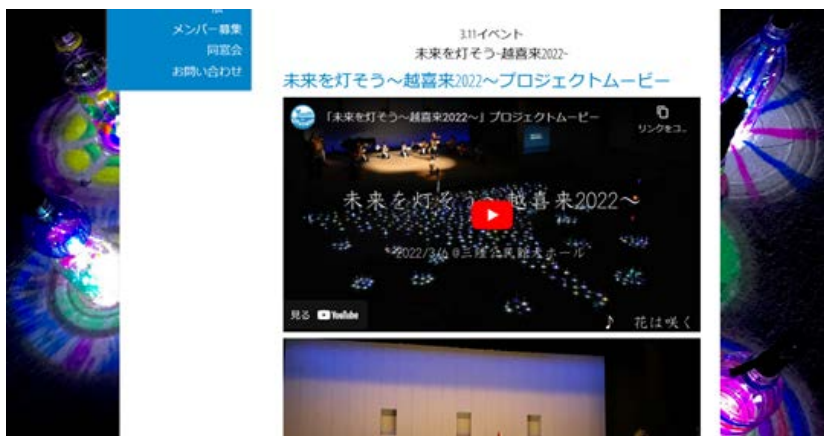 メンバー募集
同窓会
お問い合わせ
3.11イベント
未来を灯そう~越喜来2022~
未来を灯そう～越喜来2022～プロジェクトムービー
「未来を灯そう～越喜来2022～」プロジェクトムービー
リンクをコ...
未来を灯そう～越喜来2022～
2022/3/6 @三陸公民館大ホール
見る YouTube
♪ 花は咲く